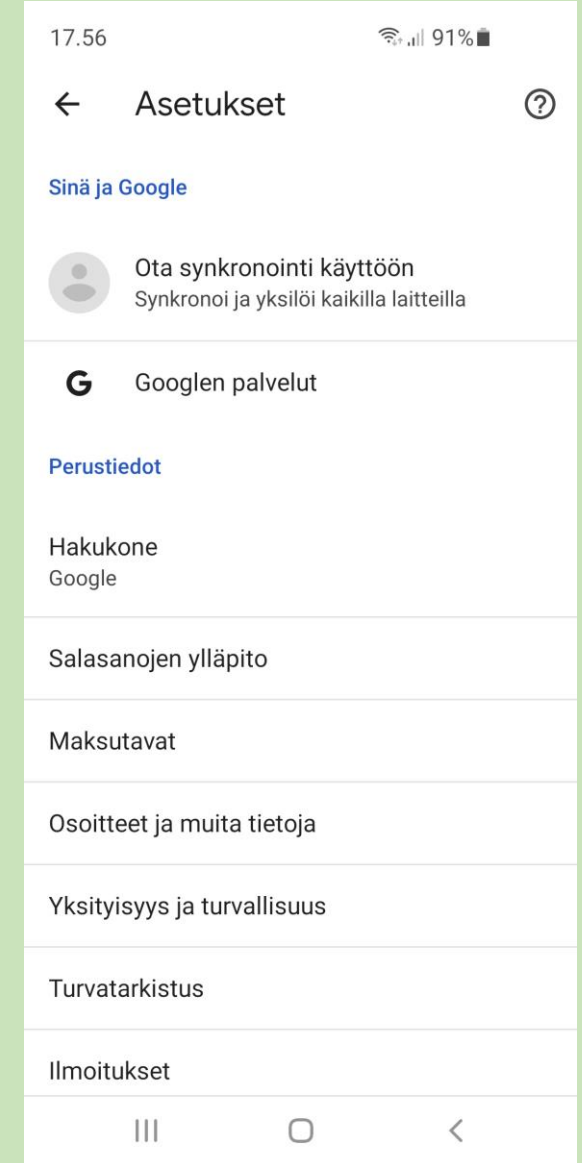 17.56 91%
Asetukset
Sinä ja Google
Ota synkronointi käyttöön
Synkronoi ja yksilöi kaikilla laitteilla
G Googlen palvelut
Perustiedot
Hakukone
Google
Salasanojen ylläpito
Maksutavat
Osoitteet ja muita tietoja
Yksityisyys ja turvallisuus
Turvatarkistus
Ilmoitukset